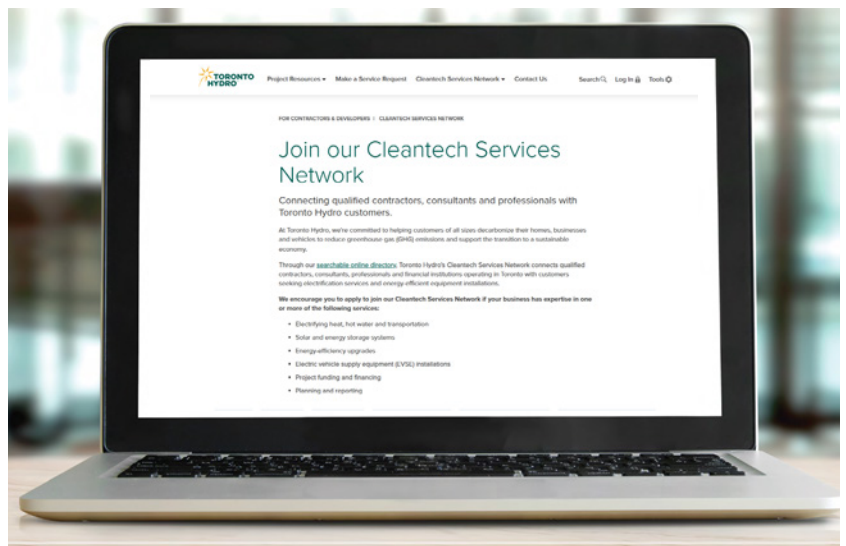 TORONTO
HYDRO
Project Resources Make a Service Request Cleantech Services Network Contact Us Search Log In Tools
FOR CONTRACTORS & DEVELOPERS | CLEANTECH SERVICES NETWORK
Join our Cleantech Services
Network
Connecting qualified contractors, consultants and professionals with
Toronto Hydro customers.
At Toronto Hydro, we're committed to helping customers of all sizes decarbonize their homes, businesses
and vehicles to reduce greenhouse gas (GHG) emissions and support the transition to a sustainable
economy.
Through our searchable online directory, Toronto Hydro's Cleantech Services Network connects qualified
contractors, consultants, professionals and financial institutions operating in Toronto with customers
seeking electrification services and energy-efficient equipment installations.
We encourage you to apply to join our Cleantech Services Network if your business has expertise in one
or more of the following services:
• Electrifying heat, hot water and transportation
• Solar and energy storage systems
• Energy-efficiency upgrades
• Electric vehicle supply equipment (EVSE) installations
• Project funding and financing
• Planning and reporting